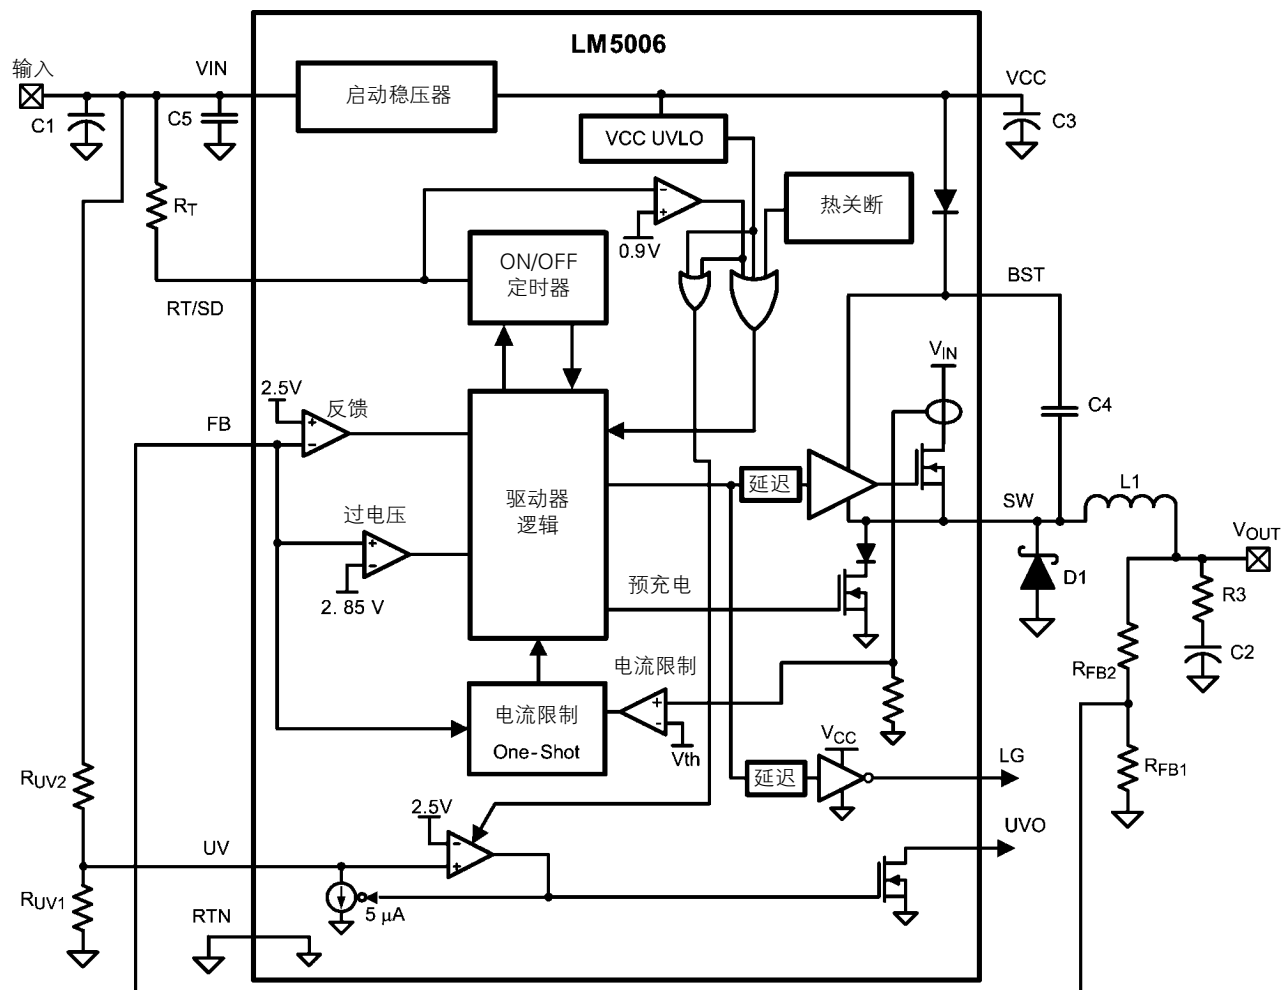 LM5006
输入
VIN
启动稳压器
VCC
C1
C5
C3
VCC UVLO
RT
热关断
0.9V
ON/OFF
定时器
RT/SD
BST
VIN
2.5V
反馈
FB
C4
延迟
驱动器
逻辑
SW
L1
过电压
VOUT
2. 85 V
预充电
D1
R3
C2
电流限制
RFB2
电流限制
One-Shot
Vth
VCC
LG
RFB1
延迟
RUV2
2.5V
UVO
UV
RUV1
5 μA
RTN